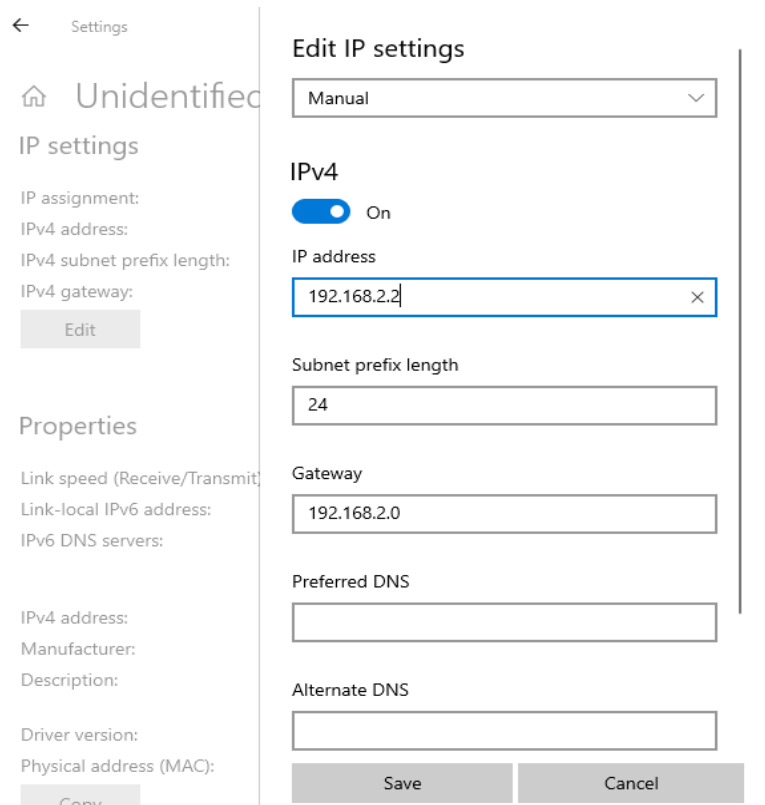 Settings
Unidentified
IP settings
IP assignment:
IPv4 address:
IPv4 subnet prefix length:
IPv4 gateway:
Edit
Properties
Link speed (Receive/Transmit)
Link-local IPv6 address:
IPv6 DNS servers:
IPv4 address:
Manufacturer:
Description:
Driver version:
Physical address (MAC):
Copy
Edit IP settings
Manual
IPv4
On
IP address
192.168.2.2
Subnet prefix length
24
Gateway
192.168.2.0
Preferred DNS
Alternate DNS
Save
Cancel